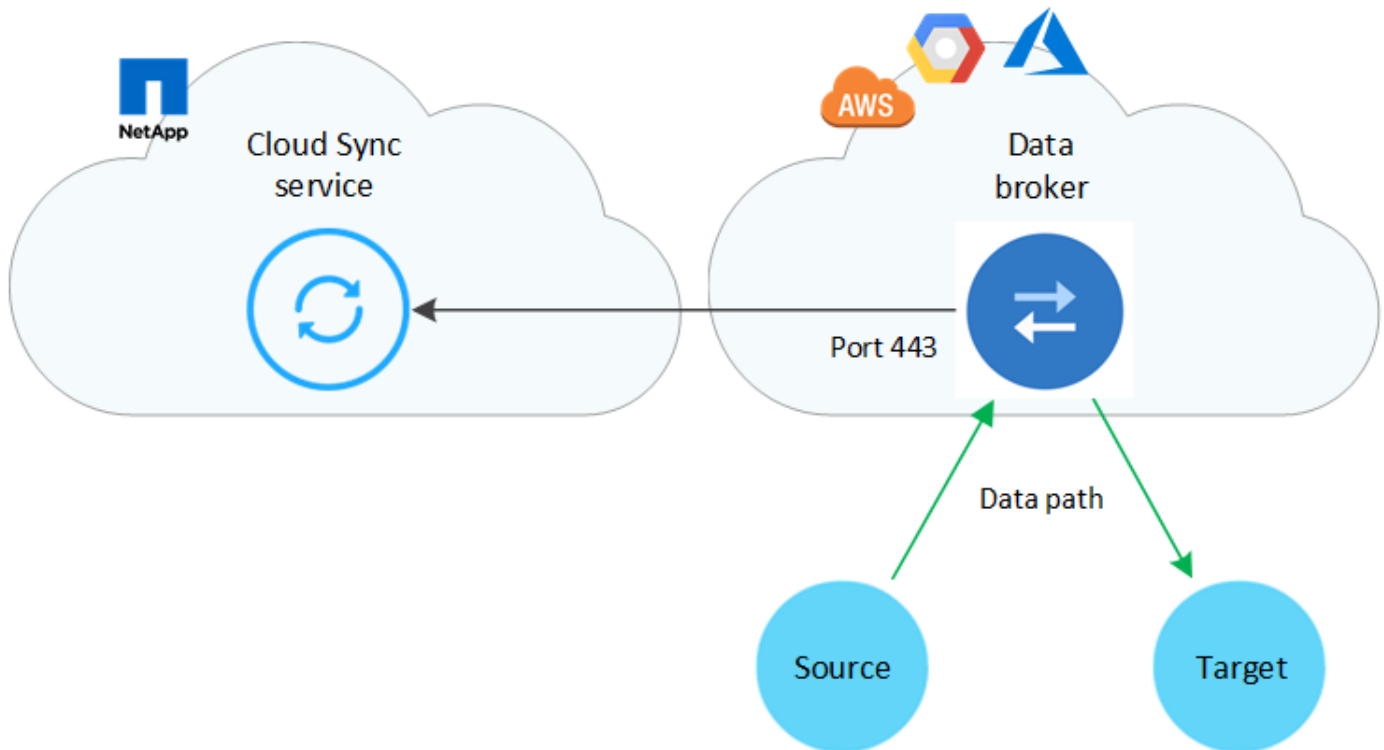 NetApp
Cloud Sync
service
AWS
Data
broker
Port 443
Data path
Source
Target